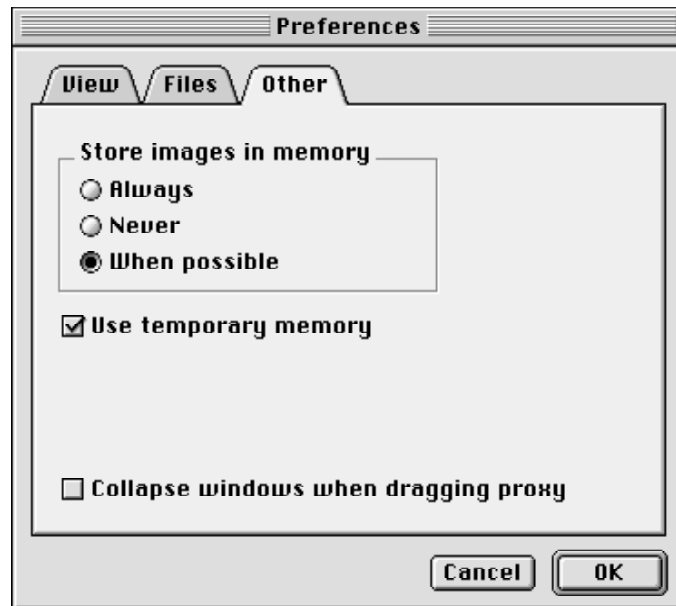 Preferences
View Files Other
Store images in memory
Always
Never
When possible
Use temporary memory
Collapse windows when dragging proxy
Cancel OK